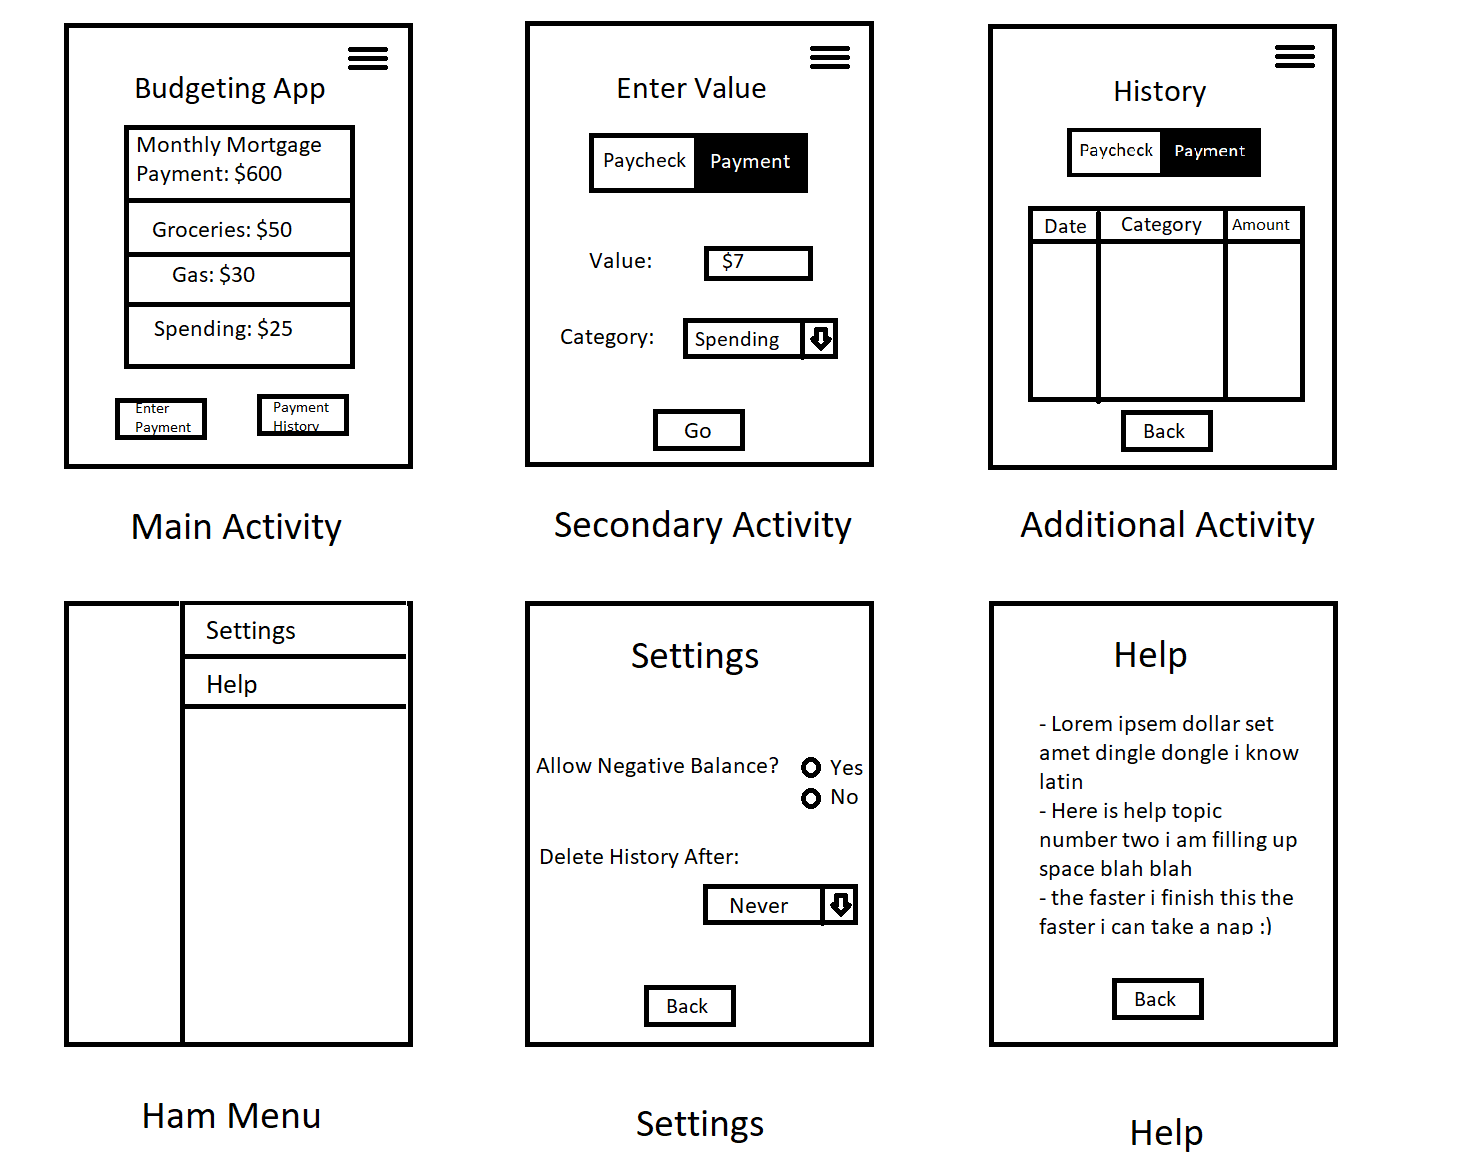 Budgeting App
Monthly Mortgage
Payment: $600
Groceries: $50
Gas: $30
Spending: $25
Enter
Payment
Payment
History
Main Activity
Enter Value
Paycheck Payment
Value: $7
Category: Spending
Go
Secondary Activity
History
Paycheck Payment
Date Category Amount
Back
Additional Activity
Settings
Help
Ham Menu
Settings
Allow Negative Balance? Yes
No
Delete History After:
Never
Back
Settings
Help
- Lorem ipsem dollar set
amet dingle dongle i know
latin
- Here is help topic
number two i am filling up
space blah blah
- the faster i finish this the
faster i can take a nap :)
Back
Help